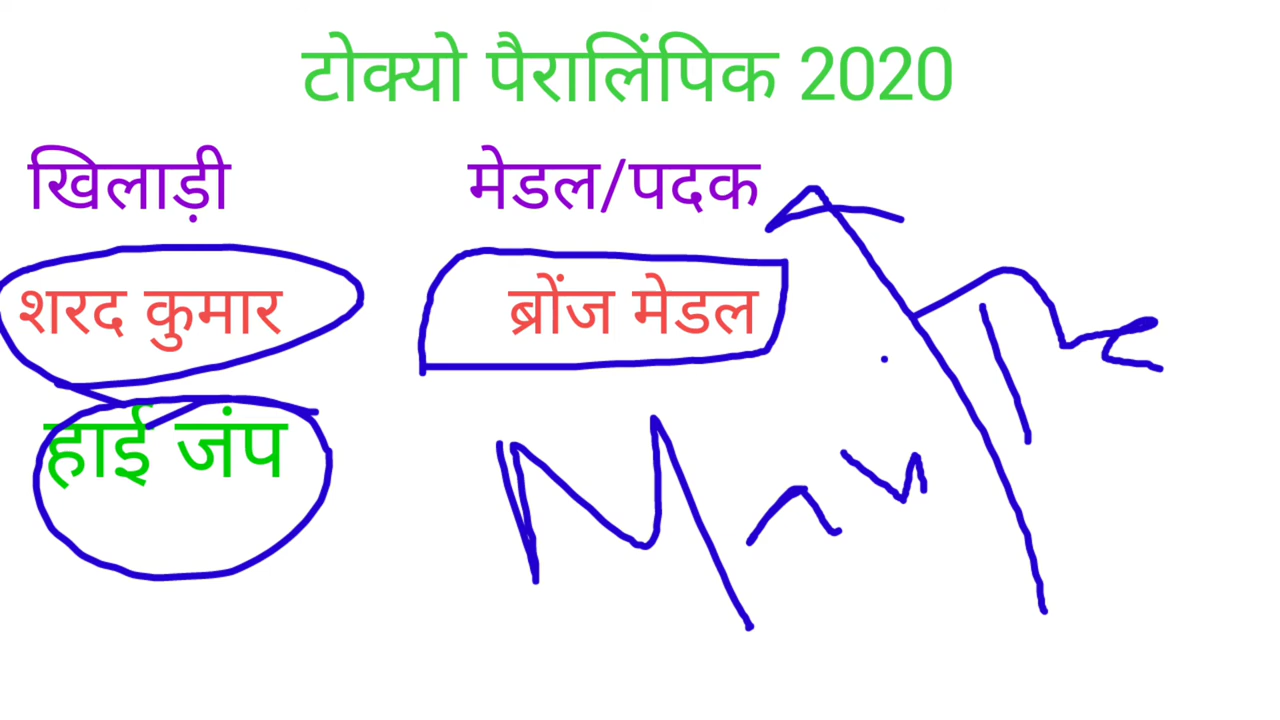 टोक्यो पैरालिंपिक 2020
खिलाड़ी मेडल/पदक
शरद कुमार ब्रोंज मेडल
हाई जंप